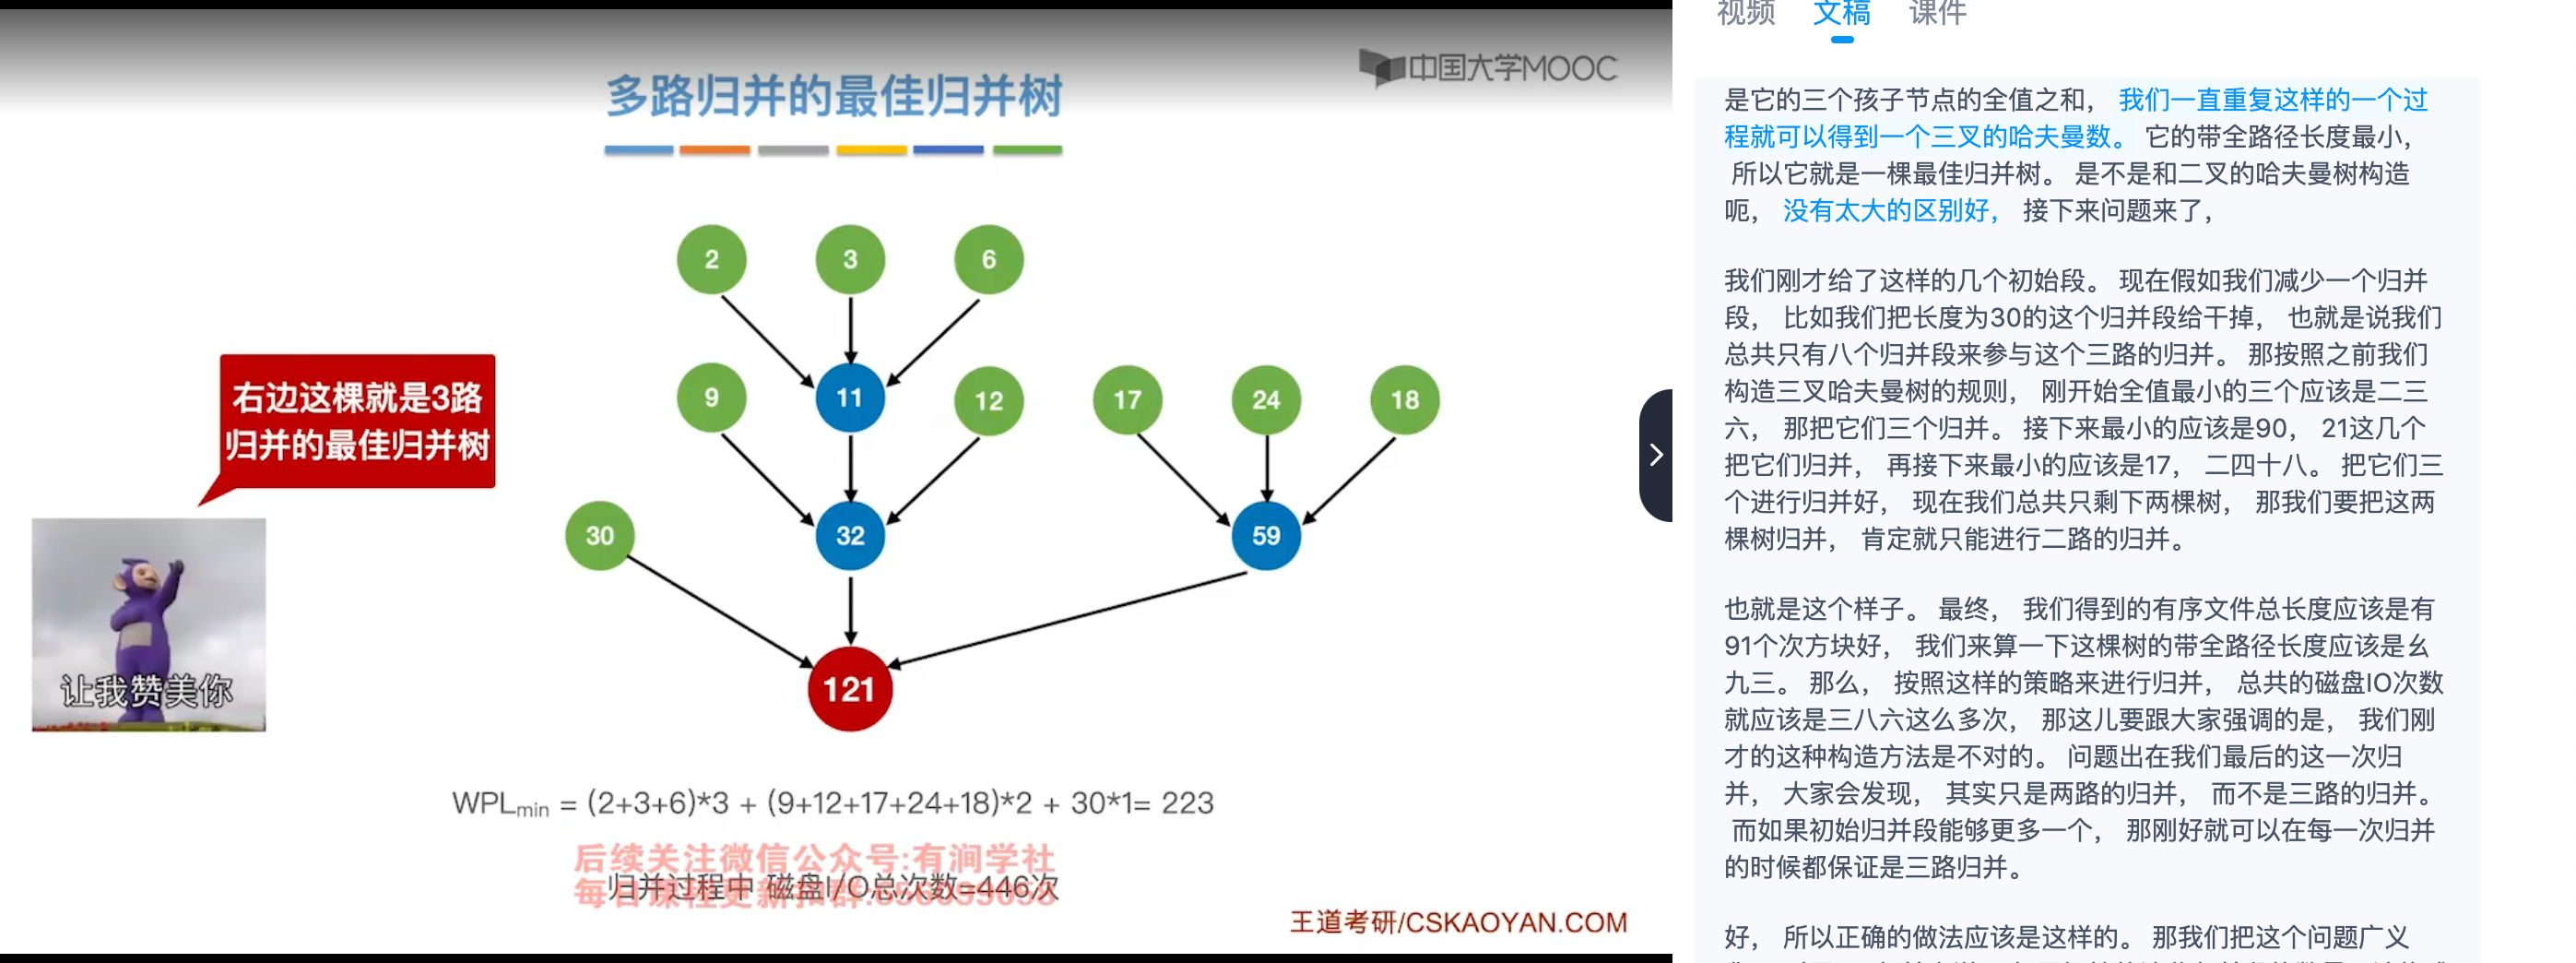 中国大学MOOC
多路归并的最佳归并树
2 3 6
9 11 12 17 24 18
右边这棵就是3路
归并的最佳归并树
30 32 59
让我赞美你
121
WPLmin = (2+3+6)*3 + (9+12+17+24+18)*2 + 30*1= 223
后续关注微信公众号:有涧学社
归并过程中 磁盘I/O总次数=446次
王道考研/CSKAOYAN.COM
视频 文稿 课件
是它的三个孩子节点的全值之和， 我们一直重复这样的一个过
程就可以得到一个三叉的哈夫曼数。 它的带全路径长度最小，
所以它就是一棵最佳归并树。 是不是和二叉的哈夫曼树构造
呃， 没有太大的区别好， 接下来问题来了，
我们刚才给了这样的几个初始段。 现在假如我们减少一个归并
段， 比如我们把长度为30的这个归并段给干掉， 也就是说我们
总共只有八个归并段来参与这个三路的归并。 那按照之前我们
构造三叉哈夫曼树的规则， 刚开始全值最小的三个应该是二三
六， 那把它们三个归并。 接下来最小的应该是90， 21这几个
把它们归并， 再接下来最小的应该是17， 二四十八。 把它们三
个进行归并好， 现在我们总共只剩下两棵树， 那我们要把这两
棵树归并， 肯定就只能进行二路的归并。
也就是这个样子。 最终， 我们得到的有序文件总长度应该是有
91个次方块好， 我们来算一下这棵树的带全路径长度应该是幺
九三。 那么， 按照这样的策略来进行归并， 总共的磁盘IO次数
就应该是三八六这么多次， 那这儿要跟大家强调的是， 我们刚
才的这种构造方法是不对的。 问题出在我们最后的这一次归
并， 大家会发现， 其实只是两路的归并， 而不是三路的归并。
而如果初始归并段能够更多一个， 那刚好就可以在每一次归并
的时候都保证是三路归并。
好， 所以正确的做法应该是这样的。 那我们把这个问题广义